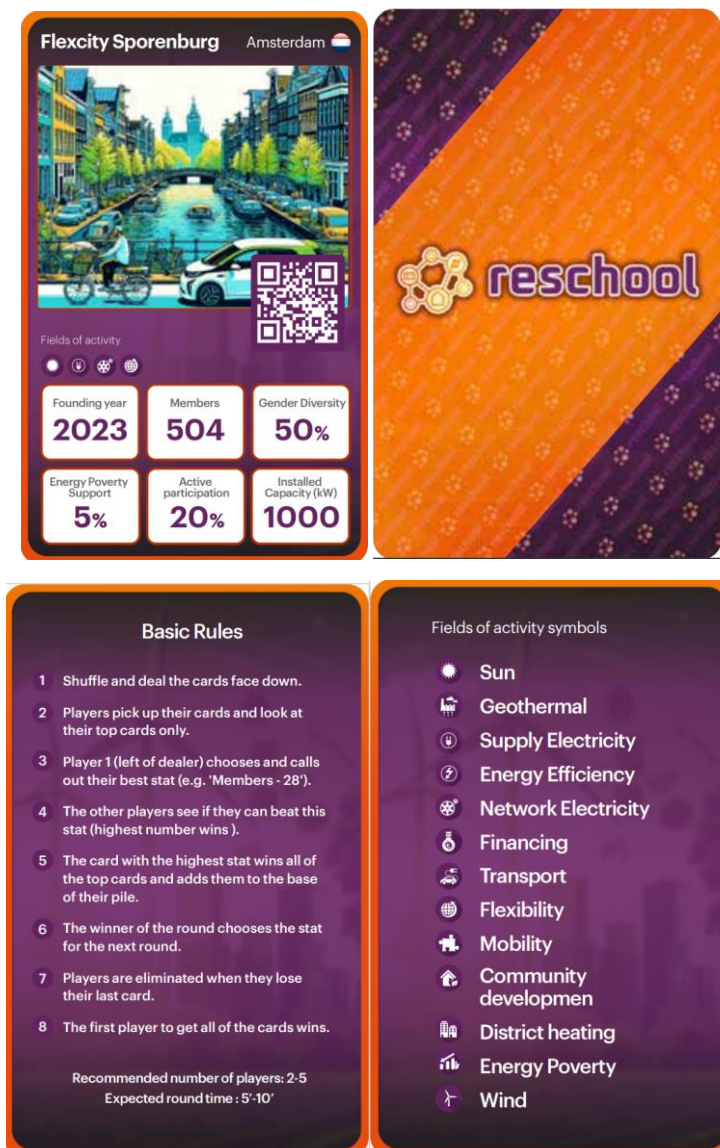 Flexcity Sporenburg Amsterdam
Fields of activity
Founding year
2023
Members
504
Gender Diversity
50%
Energy Poverty
Support
5%
Active
participation
20%
Installed
Capacity (kW)
1000
reschool
Basic Rules
1 Shuffle and deal the cards face down.
2 Players pick up their cards and look at
their top cards only.
3 Player 1 (left of dealer) chooses and calls
out their best stat (e.g. 'Members - 28').
4 The other players see if they can beat this
stat (highest number wins ).
5 The card with the highest stat wins all of
the top cards and adds them to the base
of their pile.
6 The winner of the round chooses the stat
for the next round.
7 Players are eliminated when they lose
their last card.
8 The first player to get all of the cards wins.
Recommended number of players: 2-5
Expected round time : 5'-10'
Fields of activity symbols
Sun
Geothermal
Supply Electricity
Energy Efficiency
Network Electricity
Financing
Transport
Flexibility
Mobility
Community
developmen
District heating
Energy Poverty
Wind